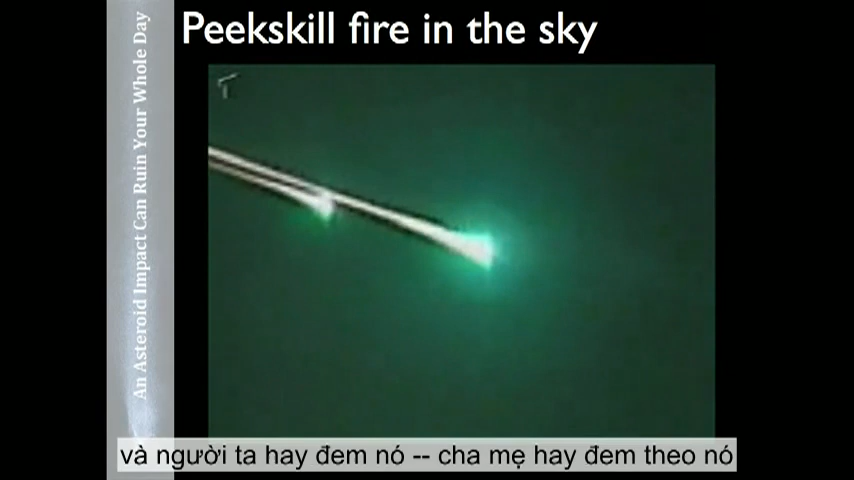 Peekskill fire in the sky
An Asteroid Impact Can Ruin Your Whole Day
và người ta hay đem nó -- cha mẹ hay đem theo nó